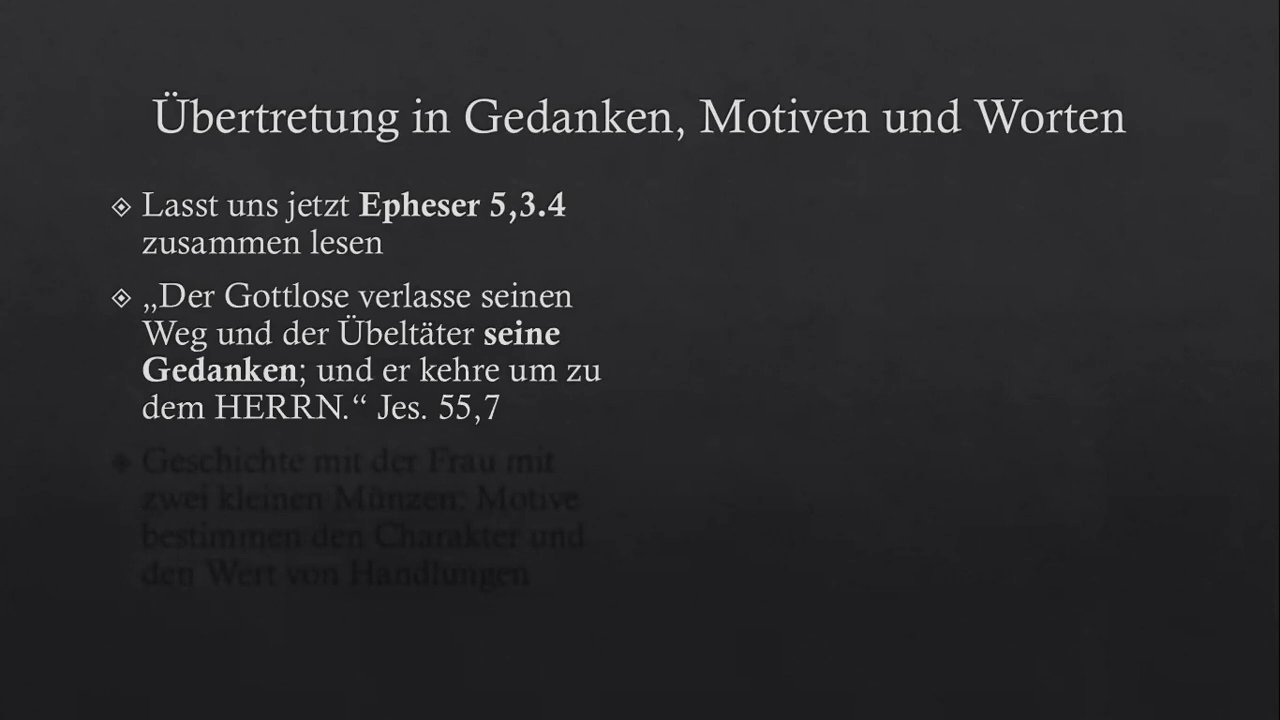 Übertretung in Gedanken, Motiven und Worten
Lasst uns jetzt Epheser 5,3.4
zusammen lesen
„Der Gottlose verlasse seinen
Weg und der Übeltäter seine
Gedanken; und er kehre um zu
dem HERRN.“ Jes. 55,7
Geschichte mit der Frau mit
zwei kleinen Münzen: Motive
bestimmen den Charakter und
den Wert von Handlungen